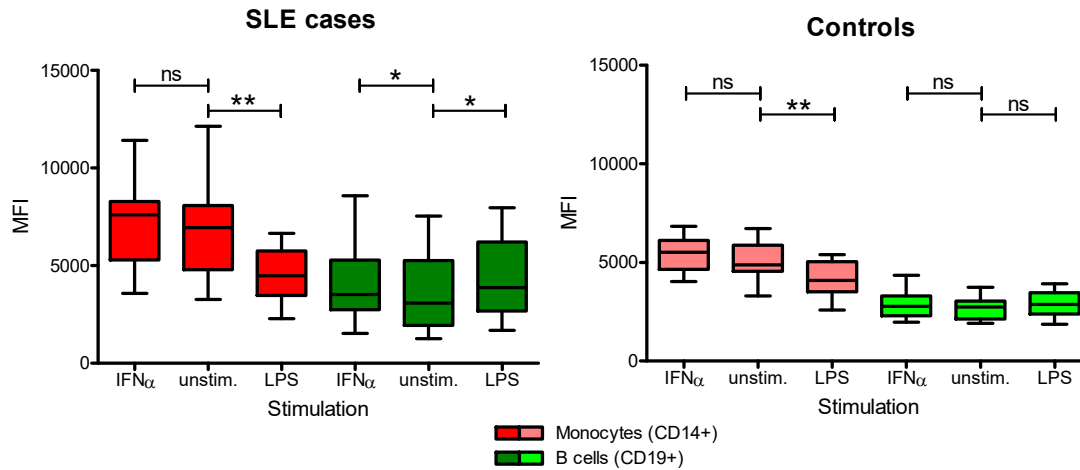 SLE cases
Controls
15000
10000
5000
0
MFI
ns
**
*
*
IFNα unstim. LPS IFNα unstim. LPS
Stimulation
15000
10000
5000
0
MFI
ns
**
ns
ns
IFNα unstim. LPS IFNα unstim. LPS
Stimulation
Monocytes (CD14+)
B cells (CD19+)